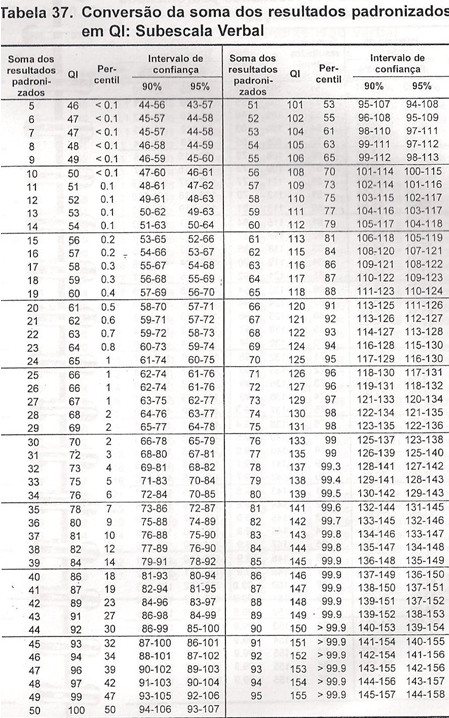 Tabela 37. Conversão da soma dos resultados padronizados
em QI: Subescala Verbal
Soma dos resultados padronizados QI Percentil Intervalo de confiança Soma dos resultados padronizados QI Percentil Intervalo de confiança
90% 95% 90% 95%
5 46 < 0.1 44-56 43-57 51 101 53 95-107 94-108
6 47 < 0.1 45-57 44-58 52 102 55 96-108 95-109
7 47 < 0.1 45-57 44-58 53 104 61 98-110 97-111
8 48 < 0.1 46-58 44-59 54 105 63 99-111 97-112
9 49 < 0.1 46-59 45-60 55 106 65 99-112 98-113
10 50 < 0.1 47-60 46-61 56 108 70 101-114 100-115
11 51 0.1 48-61 47-62 57 109 73 102-114 101-116
12 52 0.1 49-61 48-63 58 110 75 103-115 102-117
13 53 0.1 50-62 49-63 59 111 77 104-116 103-117
14 54 0.1 51-63 50-64 60 112 79 105-117 104-118
15 56 0.2 53-65 52-66 61 113 81 106-118 105-119
16 57 0.2 54-66 53-67 62 115 84 108-120 107-121
17 58 0.3 55-67 54-68 63 116 86 109-121 108-122
18 59 0.3 56-68 55-69 64 117 87 110-122 109-123
19 60 0.4 57-69 56-70 65 118 88 111-123 110-124
20 61 0.5 58-70 57-71 66 120 91 113-125 111-126
21 62 0.6 59-71 57-72 67 121 92 113-126 112-127
22 63 0.7 59-72 58-73 68 122 93 114-127 113-128
23 64 0.8 60-73 59-74 69 124 94 116-128 115-130
24 65 1 61-74 60-75 70 125 95 117-129 116-130
25 66 1 62-74 61-76 71 126 96 118-130 117-131
26 66 1 62-74 61-76 72 127 96 119-131 118-132
27 67 1 63-75 62-77 73 129 97 121-133 120-134
28 68 2 64-76 63-77 74 130 98 122-134 121-135
29 69 2 65-77 64-78 75 131 98 123-135 122-136
30 70 2 66-78 65-79 76 133 99 125-137 123-138
31 72 3 68-80 67-81 77 135 99 126-139 125-140
32 73 4 69-81 68-82 78 137 99.3 128-141 127-142
33 75 5 71-83 70-84 79 138 99.4 129-141 128-143
34 76 6 72-84 70-85 80 139 99.5 130-142 129-143
35 78 7 73-86 72-87 81 141 99.6 132-144 131-145
36 80 9 75-88 74-89 82 142 99.7 133-145 132-146
37 81 10 76-88 75-90 83 143 99.8 134-146 133-147
38 82 12 77-89 76-90 84 144 99.8 135-147 134-148
39 84 14 79-91 78-92 85 145 99.9 136-148 135-149
40 86 18 81-93 80-94 86 146 99.9 137-149 136-150
41 87 19 82-94 81-95 87 147 99.9 138-150 137-151
42 89 23 84-96 83-97 88 148 99.9 139-151 137-152
43 91 27 86-98 84-99 89 149 99.9 139-152 138-153
44 92 30 86-99 85-100 90 150 > 99.9 140-153 139-154
45 93 32 87-100 86-101 91 151 > 99.9 141-154 140-155
46 94 34 88-101 87-102 92 152 > 99.9 142-154 141-156
47 96 39 90-102 89-103 93 153 > 99.9 143-155 142-156
48 97 42 91-103 90-104 94 154 > 99.9 144-156 143-157
49 99 47 93-105 92-106 95 155 > 99.9 145-157 144-158
50 100 50 94-106 93-107